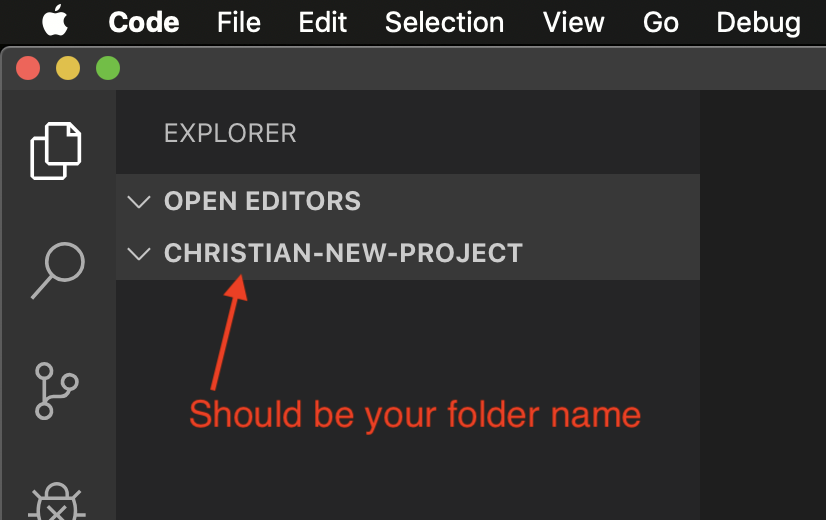 Code File Edit Selection View Go Debug
EXPLORER
OPEN EDITORS
CHRISTIAN-NEW-PROJECT
Should be your folder name